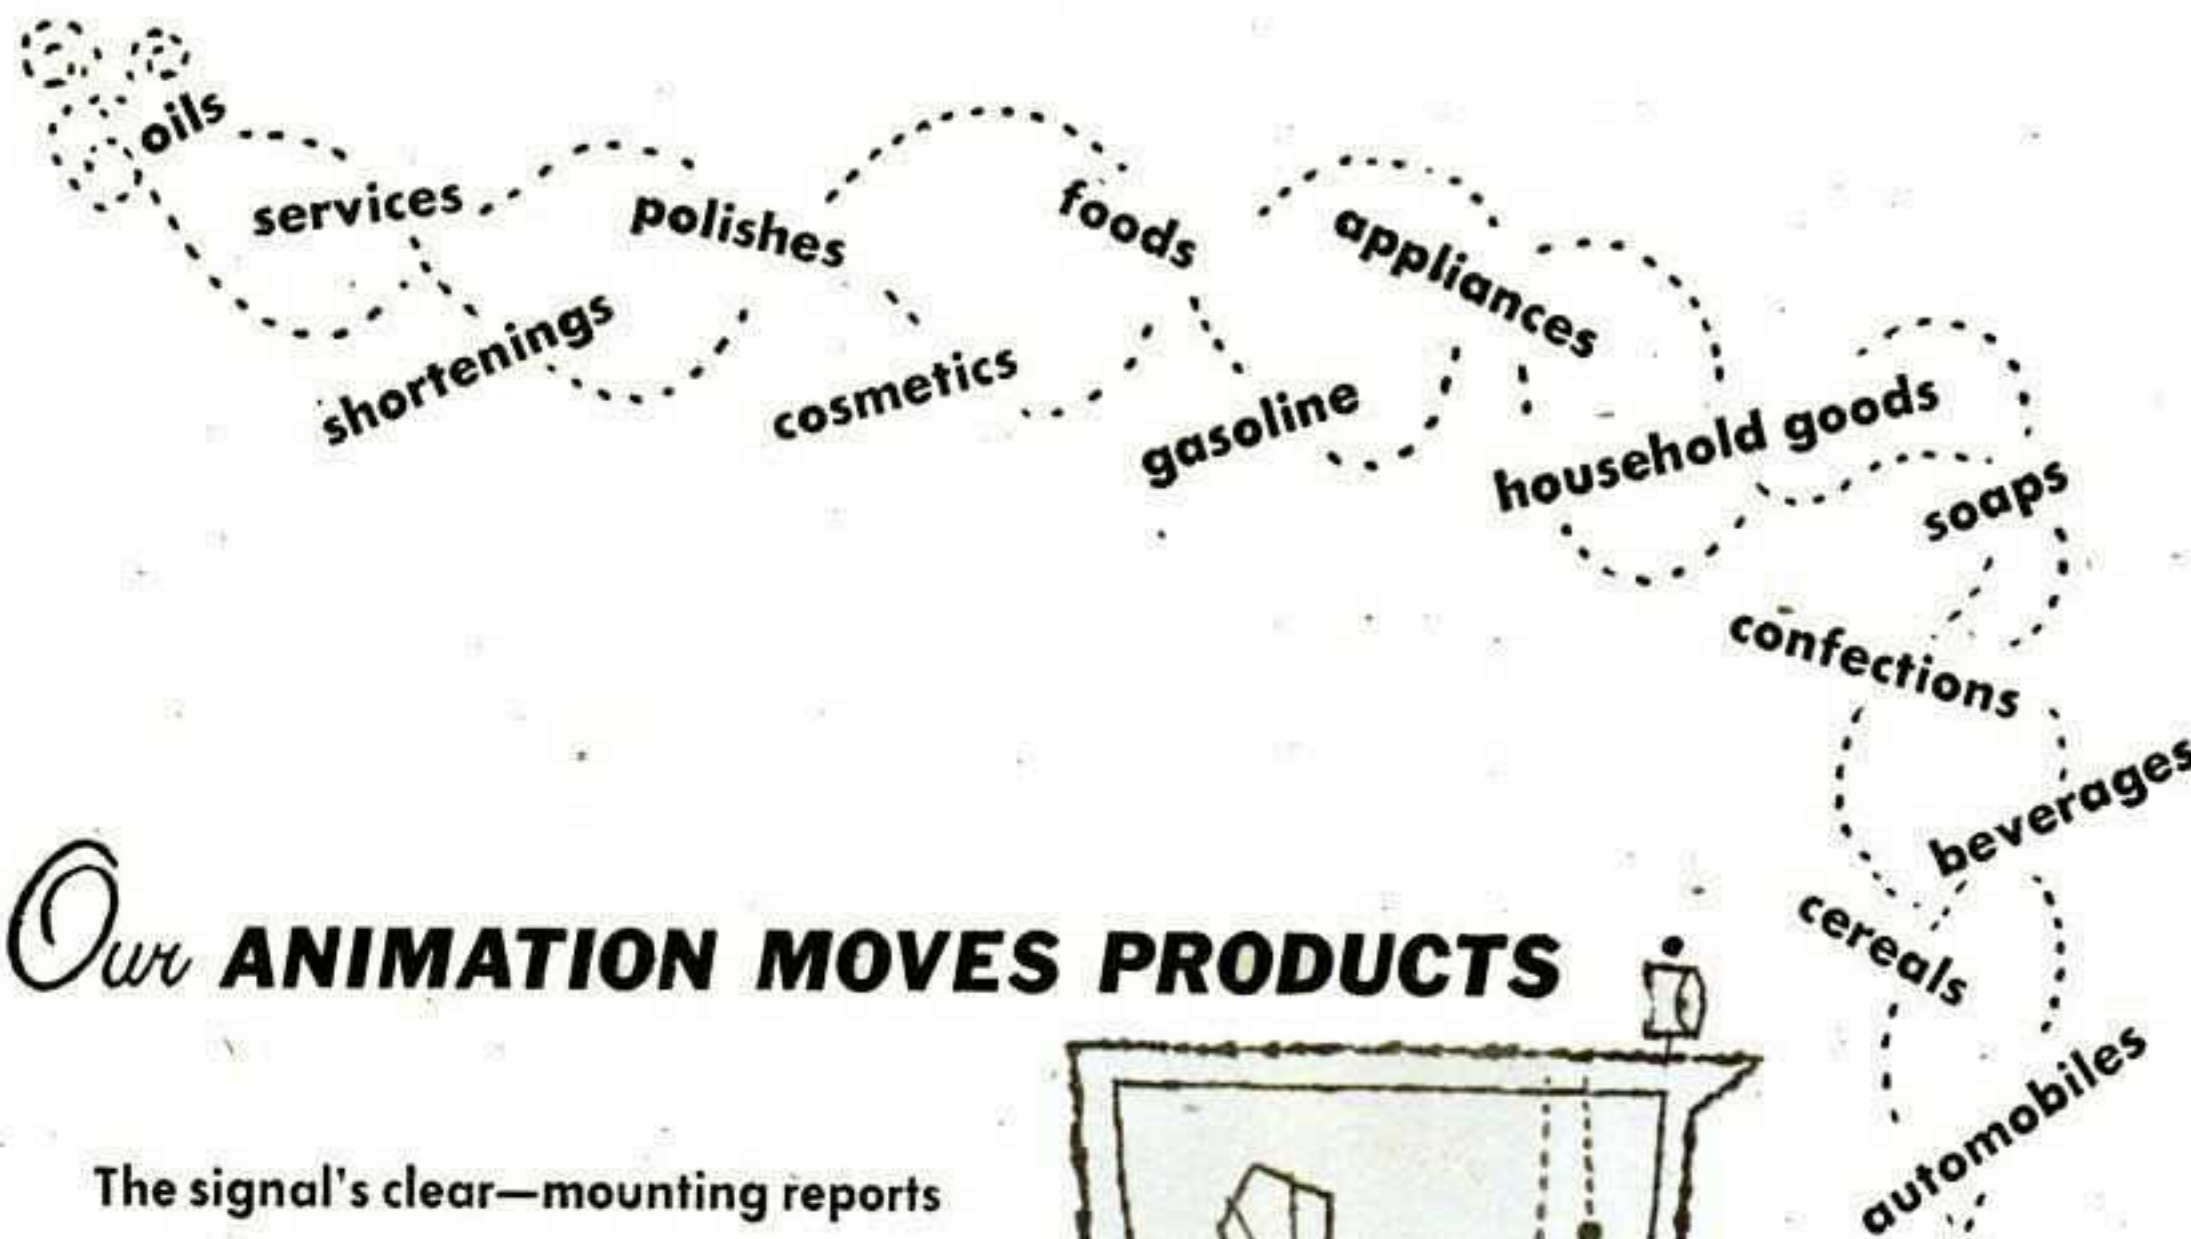 oils
services
shortenings
polishes
cosmetics
foods
gasoline
appliances
household goods
soaps
confections
beverages
cereals
automobiles
Our ANIMATION MOVES PRODUCTS
The signal's clear—mounting reports